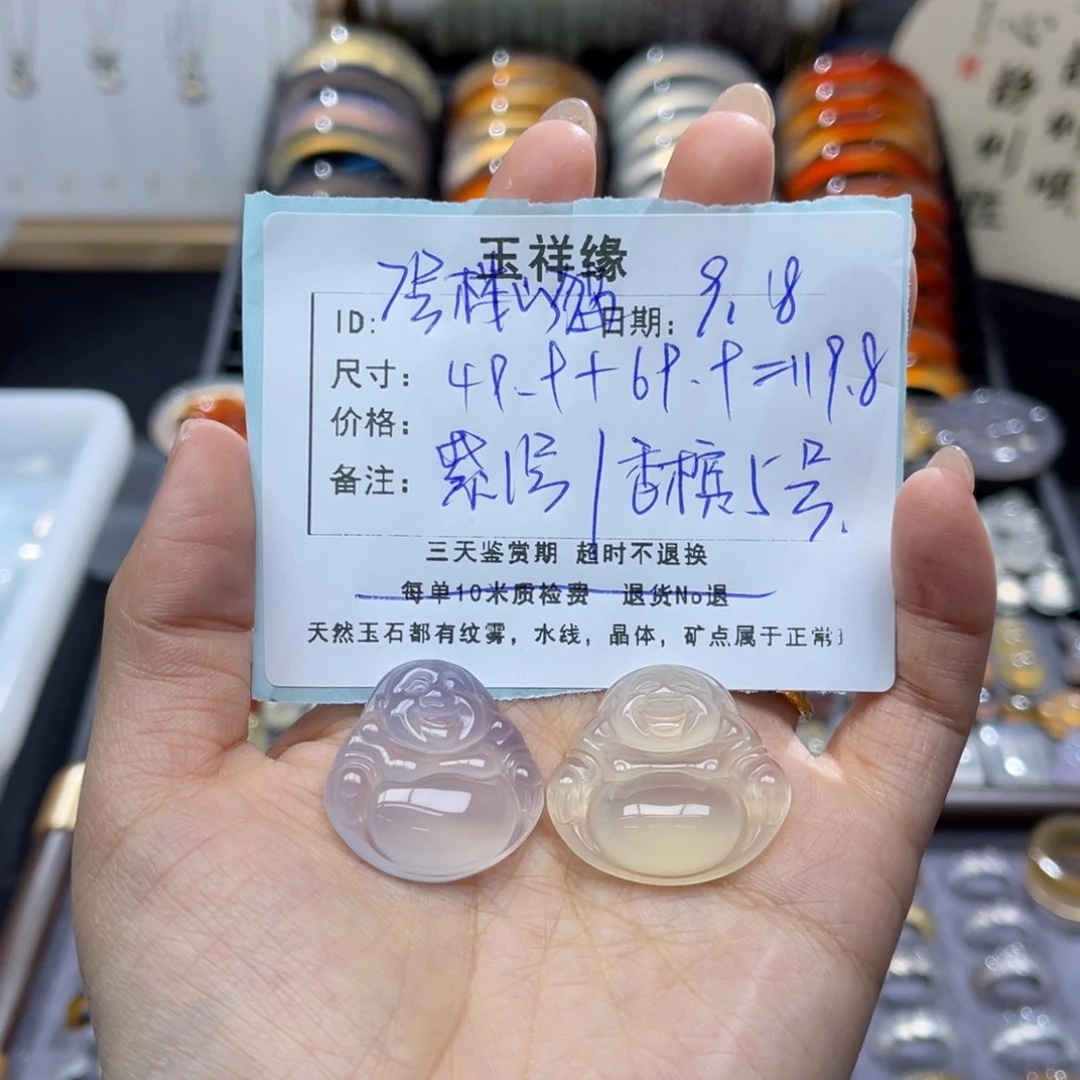 玉祥缘
ID: 日期: 9.18
尺寸: 49.9+69.9=119.8
价格:
备注: 紫1号/香槟5号.
三天鉴赏期 超时不退换
每单10米质检费 退货No退
天然玉石都有纹雾，水线，晶体，矿点属于正常